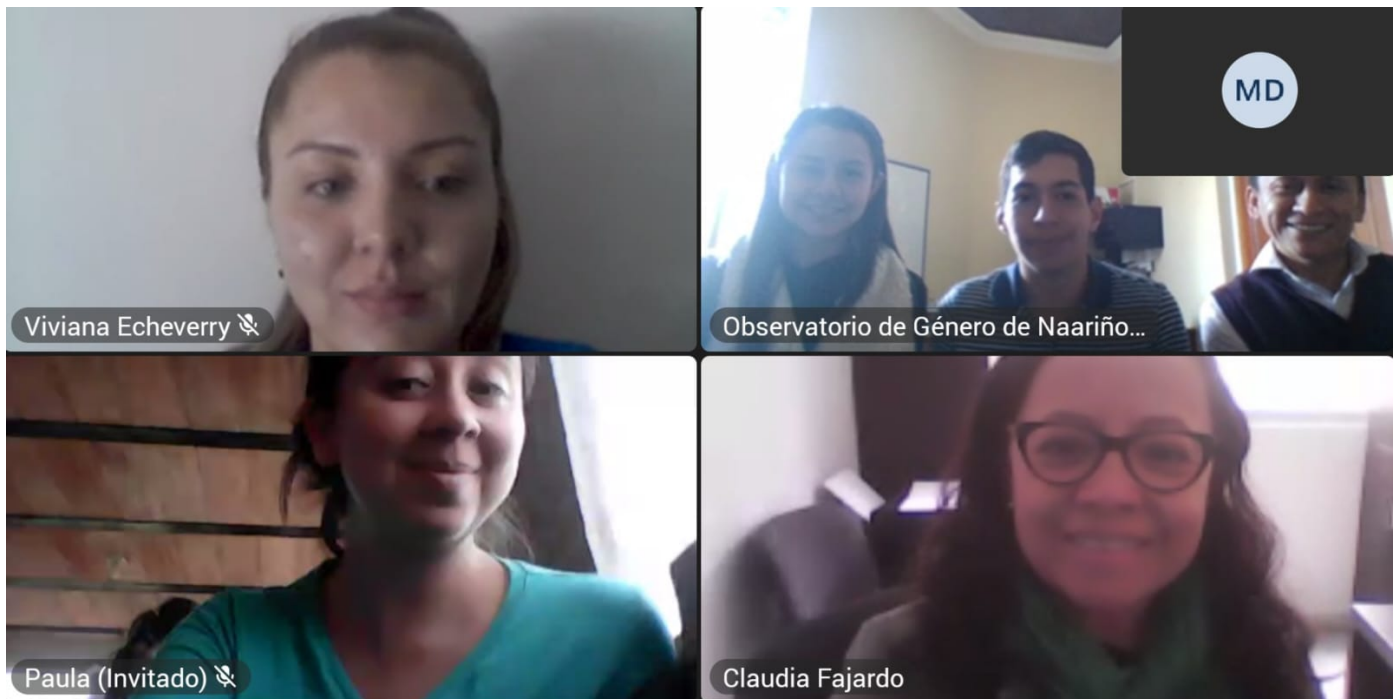 MD
Viviana Echeverry
Observatorio de Género de Naariño...
Paula (Invitado)
Claudia Fajardo